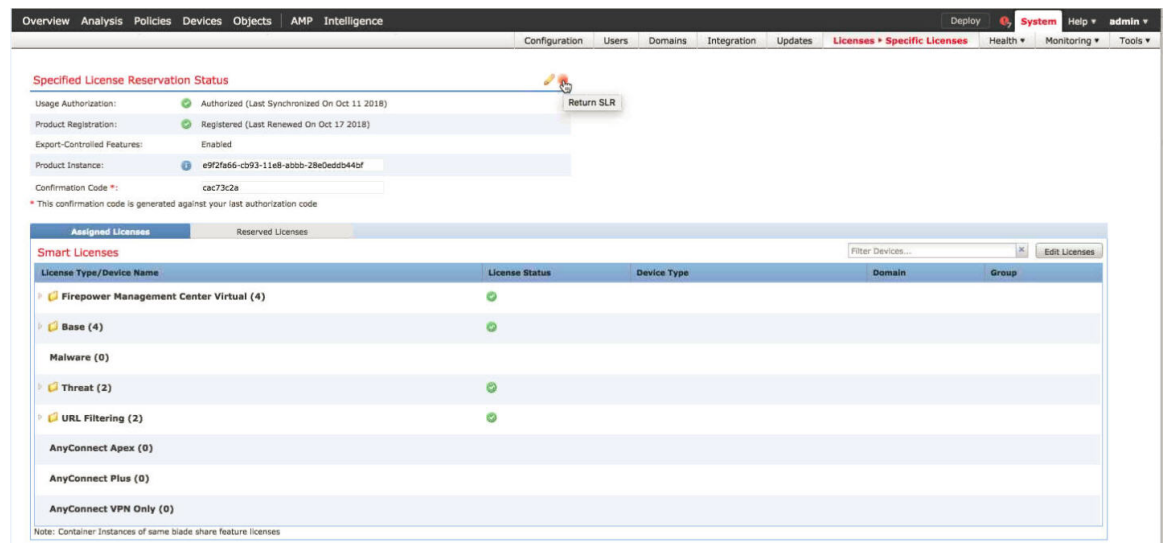 Overview Analysis Policies Devices Objects AMP Intelligence Deploy System Help admin
Configuration Users Domains Integration Updates Licenses Specific Licenses Health Monitoring Tools
Specified License Reservation Status
Return SLR
Usage Authorization: Authorized (Last Synchronized On Oct 11 2018)
Product Registration: Registered (Last Renewed On Oct 17 2018)
Export-Controlled Features: Enabled
Product Instance: e9f2fa66-cb93-11e8-abbb-28e0eddb44bf
Confirmation Code *: cac73c2a
* This confirmation code is generated against your last authorization code
Assigned Licenses Reserved Licenses
Smart Licenses Filter Devices... Edit Licenses
License Type/Device Name License Status Device Type Domain Group
Firepower Management Center Virtual (4)
Base (4)
Malware (0)
Threat (2)
URL Filtering (2)
AnyConnect Apex (0)
AnyConnect Plus (0)
AnyConnect VPN Only (0)
Note: Container Instances of same blade share feature licenses